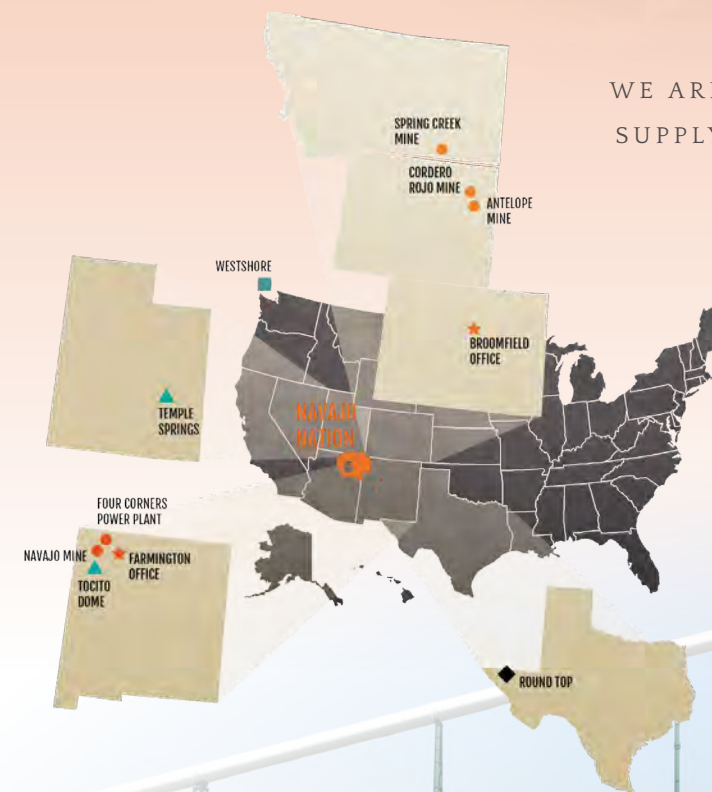 WE ARE
SUPPLY
SPRING CREEK
MINE
CORDERO
ROJO MINE
ANTELOPE
MINE
WESTSHORE
BROOMFIELD
OFFICE
NAVAJO
NATION
TEMPLE
SPRINGS
FOUR CORNERS
POWER PLANT
NAVAJO MINE
FARMINGTON
OFFICE
TOCITO
DOME
ROUND TOP